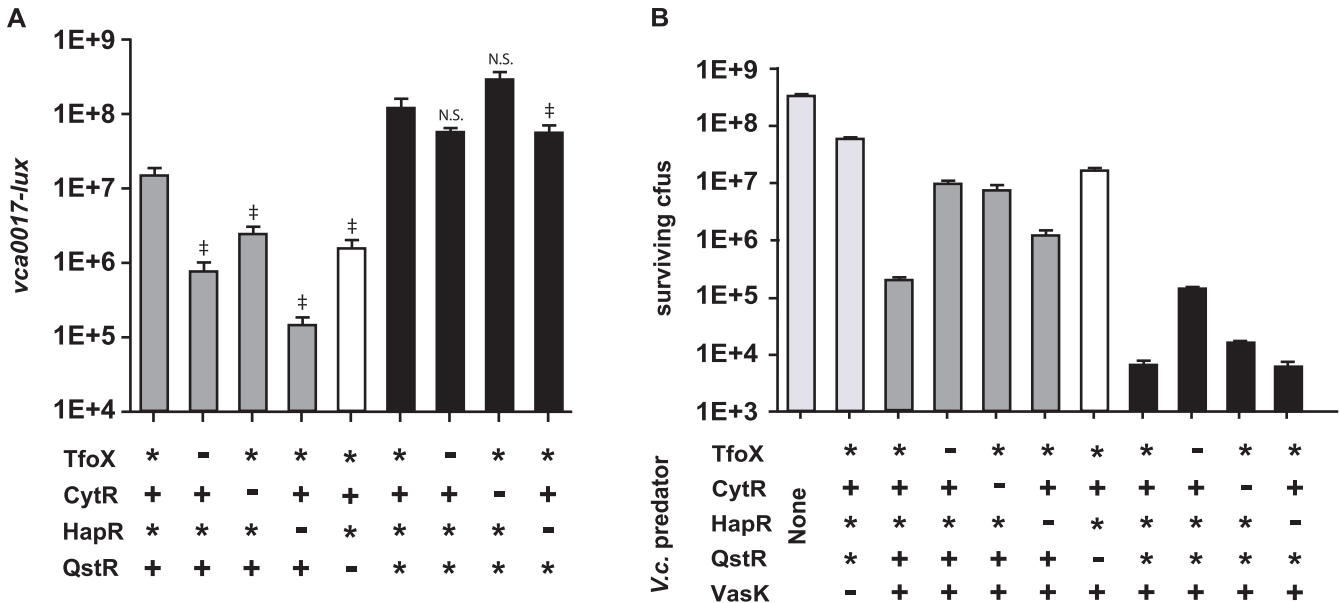 A
vca0017-lux
1E+9
1E+8
1E+7
1E+6
1E+5
1E+4
‡
‡
‡
‡
N.S.
N.S.
‡
TfoX * - * * * * - * *
CytR + + - + + + + - +
HapR * * * - * * * * -
QstR + + + + - * * * *
B
surviving cfus
1E+9
1E+8
1E+7
1E+6
1E+5
1E+4
1E+3
V.c. predator
None
TfoX * * - * * * * - * *
CytR + + + - + + + + - +
HapR * * * * - * * * * -
QstR * + + + + - * * * *
VasK - + + + + + + + + +